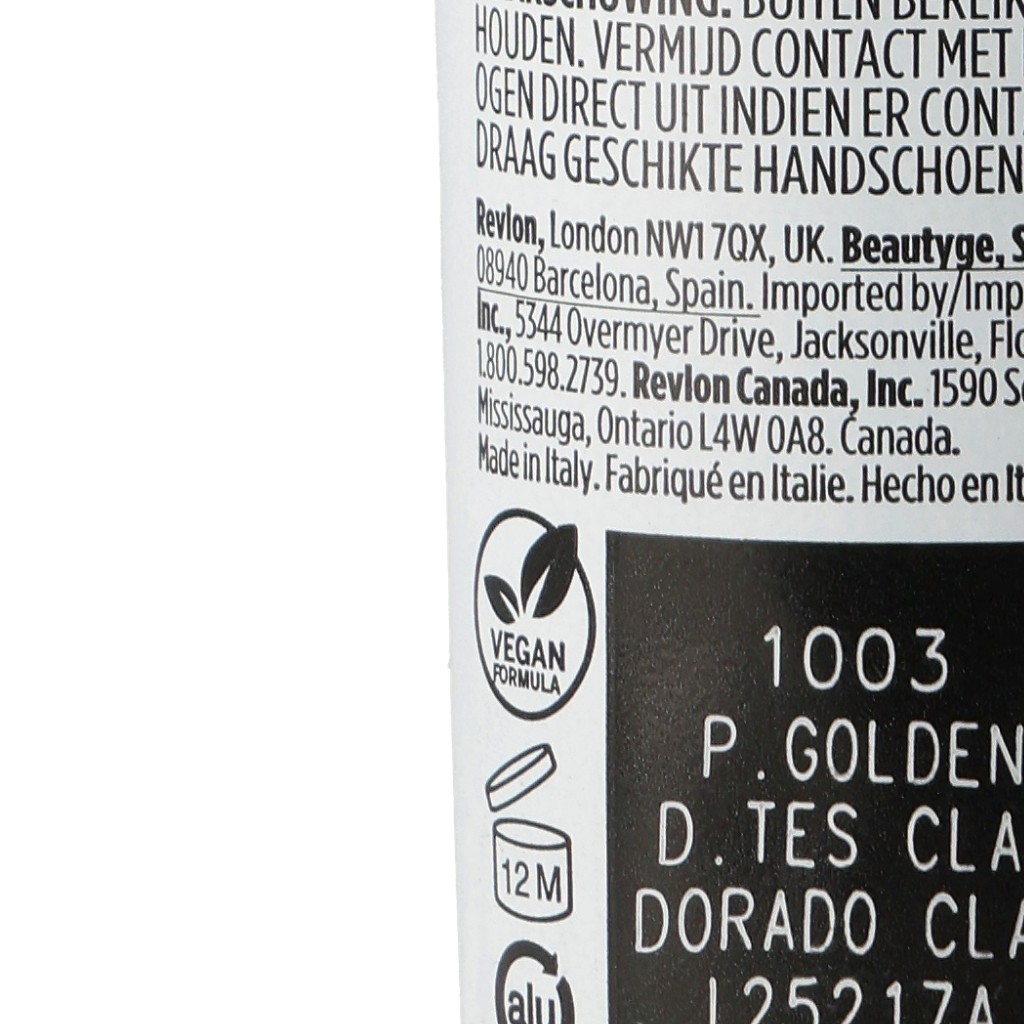 BUITEN
HOUDEN. VERMIJD CONTACT MET
OGEN DIRECT UIT INDIEN ER CONT
DRAAG GESCHIKTE HANDSCHOEN
Revlon, London NW1 7QX, UK. Beautyge, S
08940 Barcelona, Spain. Imported by/Imp
Inc., 5344 Overmyer Drive, Jacksonville, Flo
1.800.598.2739. Revlon Canada, Inc. 1590 Se
Mississauga, Ontario L4W 0A8. Canada.
Made in Italy. Fabriqué en Italie. Hecho en It
VEGAN
FORMULA
1003
P.GOLDEN
D.TES CLA
12 M
DORADO CLA
alu
125217A